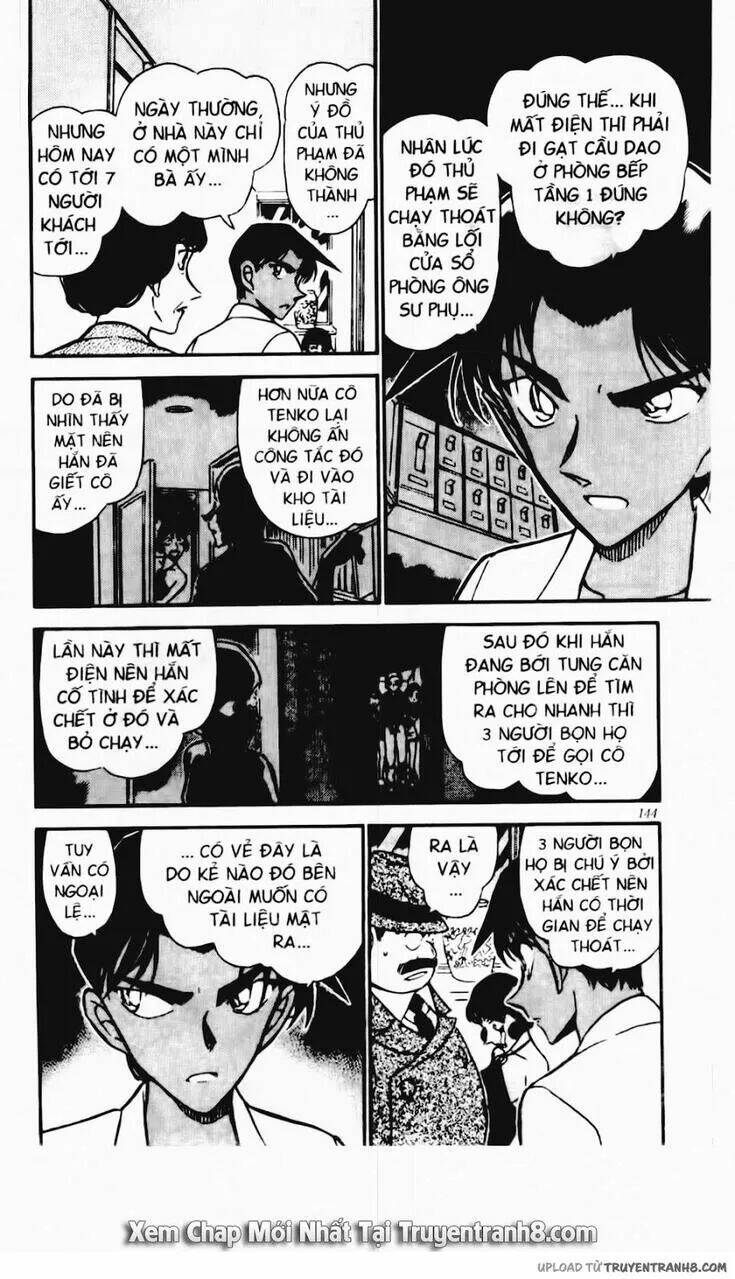 ĐÚNG THẾ... KHI
MẤT ĐIỆN THÌ PHẢI
ĐI GẠT CẦU DAO
Ở PHÒNG BẾP
TẦNG 1 ĐÚNG
KHÔNG?
NHÂN LÚC
ĐÓ THỦ
PHẠM SẼ
CHẠY THOÁT
BẰNG LỐI
CỬA SỔ
PHÒNG ÔNG
SƯ PHỤ...
NHƯNG
Ý ĐỒ
CỦA THỦ
PHẠM ĐÃ
KHÔNG
THÀNH
...
NGÀY THƯỜNG,
Ở NHÀ NÀY CHỈ
CÓ MỘT MÌNH
BÀ ẤY...
NHƯNG
HÔM NAY
CÓ TỚI 7
NGƯỜI
KHÁCH
TỚI...
HƠN NỮA CÔ
TENKO LẠI
KHÔNG ẤN
CÔNG TẮC ĐÓ
VÀ ĐI VÀO
KHO TÀI
LIỆU...
DO ĐÃ BỊ
NHÌN THẤY
MẶT NÊN
HẮN ĐÃ
GIẾT CÔ
ẤY...
SAU ĐÓ KHI HẮN
ĐANG BỚI TUNG CĂN
PHÒNG LÊN ĐỂ TÌM
RA CHO NHANH THÌ
3 NGƯỜI BỌN HỌ
TỚI ĐỂ GỌI CÔ
TENKO...
LẦN NÀY THÌ MẤT
ĐIỆN NÊN HẮN
CỐ TÌNH ĐỂ XÁC
CHẾT Ở ĐÓ VÀ
BỎ CHẠY...
144
3 NGƯỜI BỌN
HỌ BỊ CHÚ Ý BỞI
XÁC CHẾT NÊN
HẮN CÓ THỜI
GIAN ĐỂ CHẠY
THOÁT...
RA LÀ
VẬY
...
... CÓ VẺ ĐÂY LÀ
DO KẺ NÀO ĐÓ BÊN
NGOÀI MUỐN CÓ
TÀI LIỆU MẬT
RA...
TUY
VẪN CÓ
NGOẠI
LỆ...
Xem Chap Mới Nhất Tại Truyentranh8.com
UPLOAD TỪ TRUYENTRANH8.COM